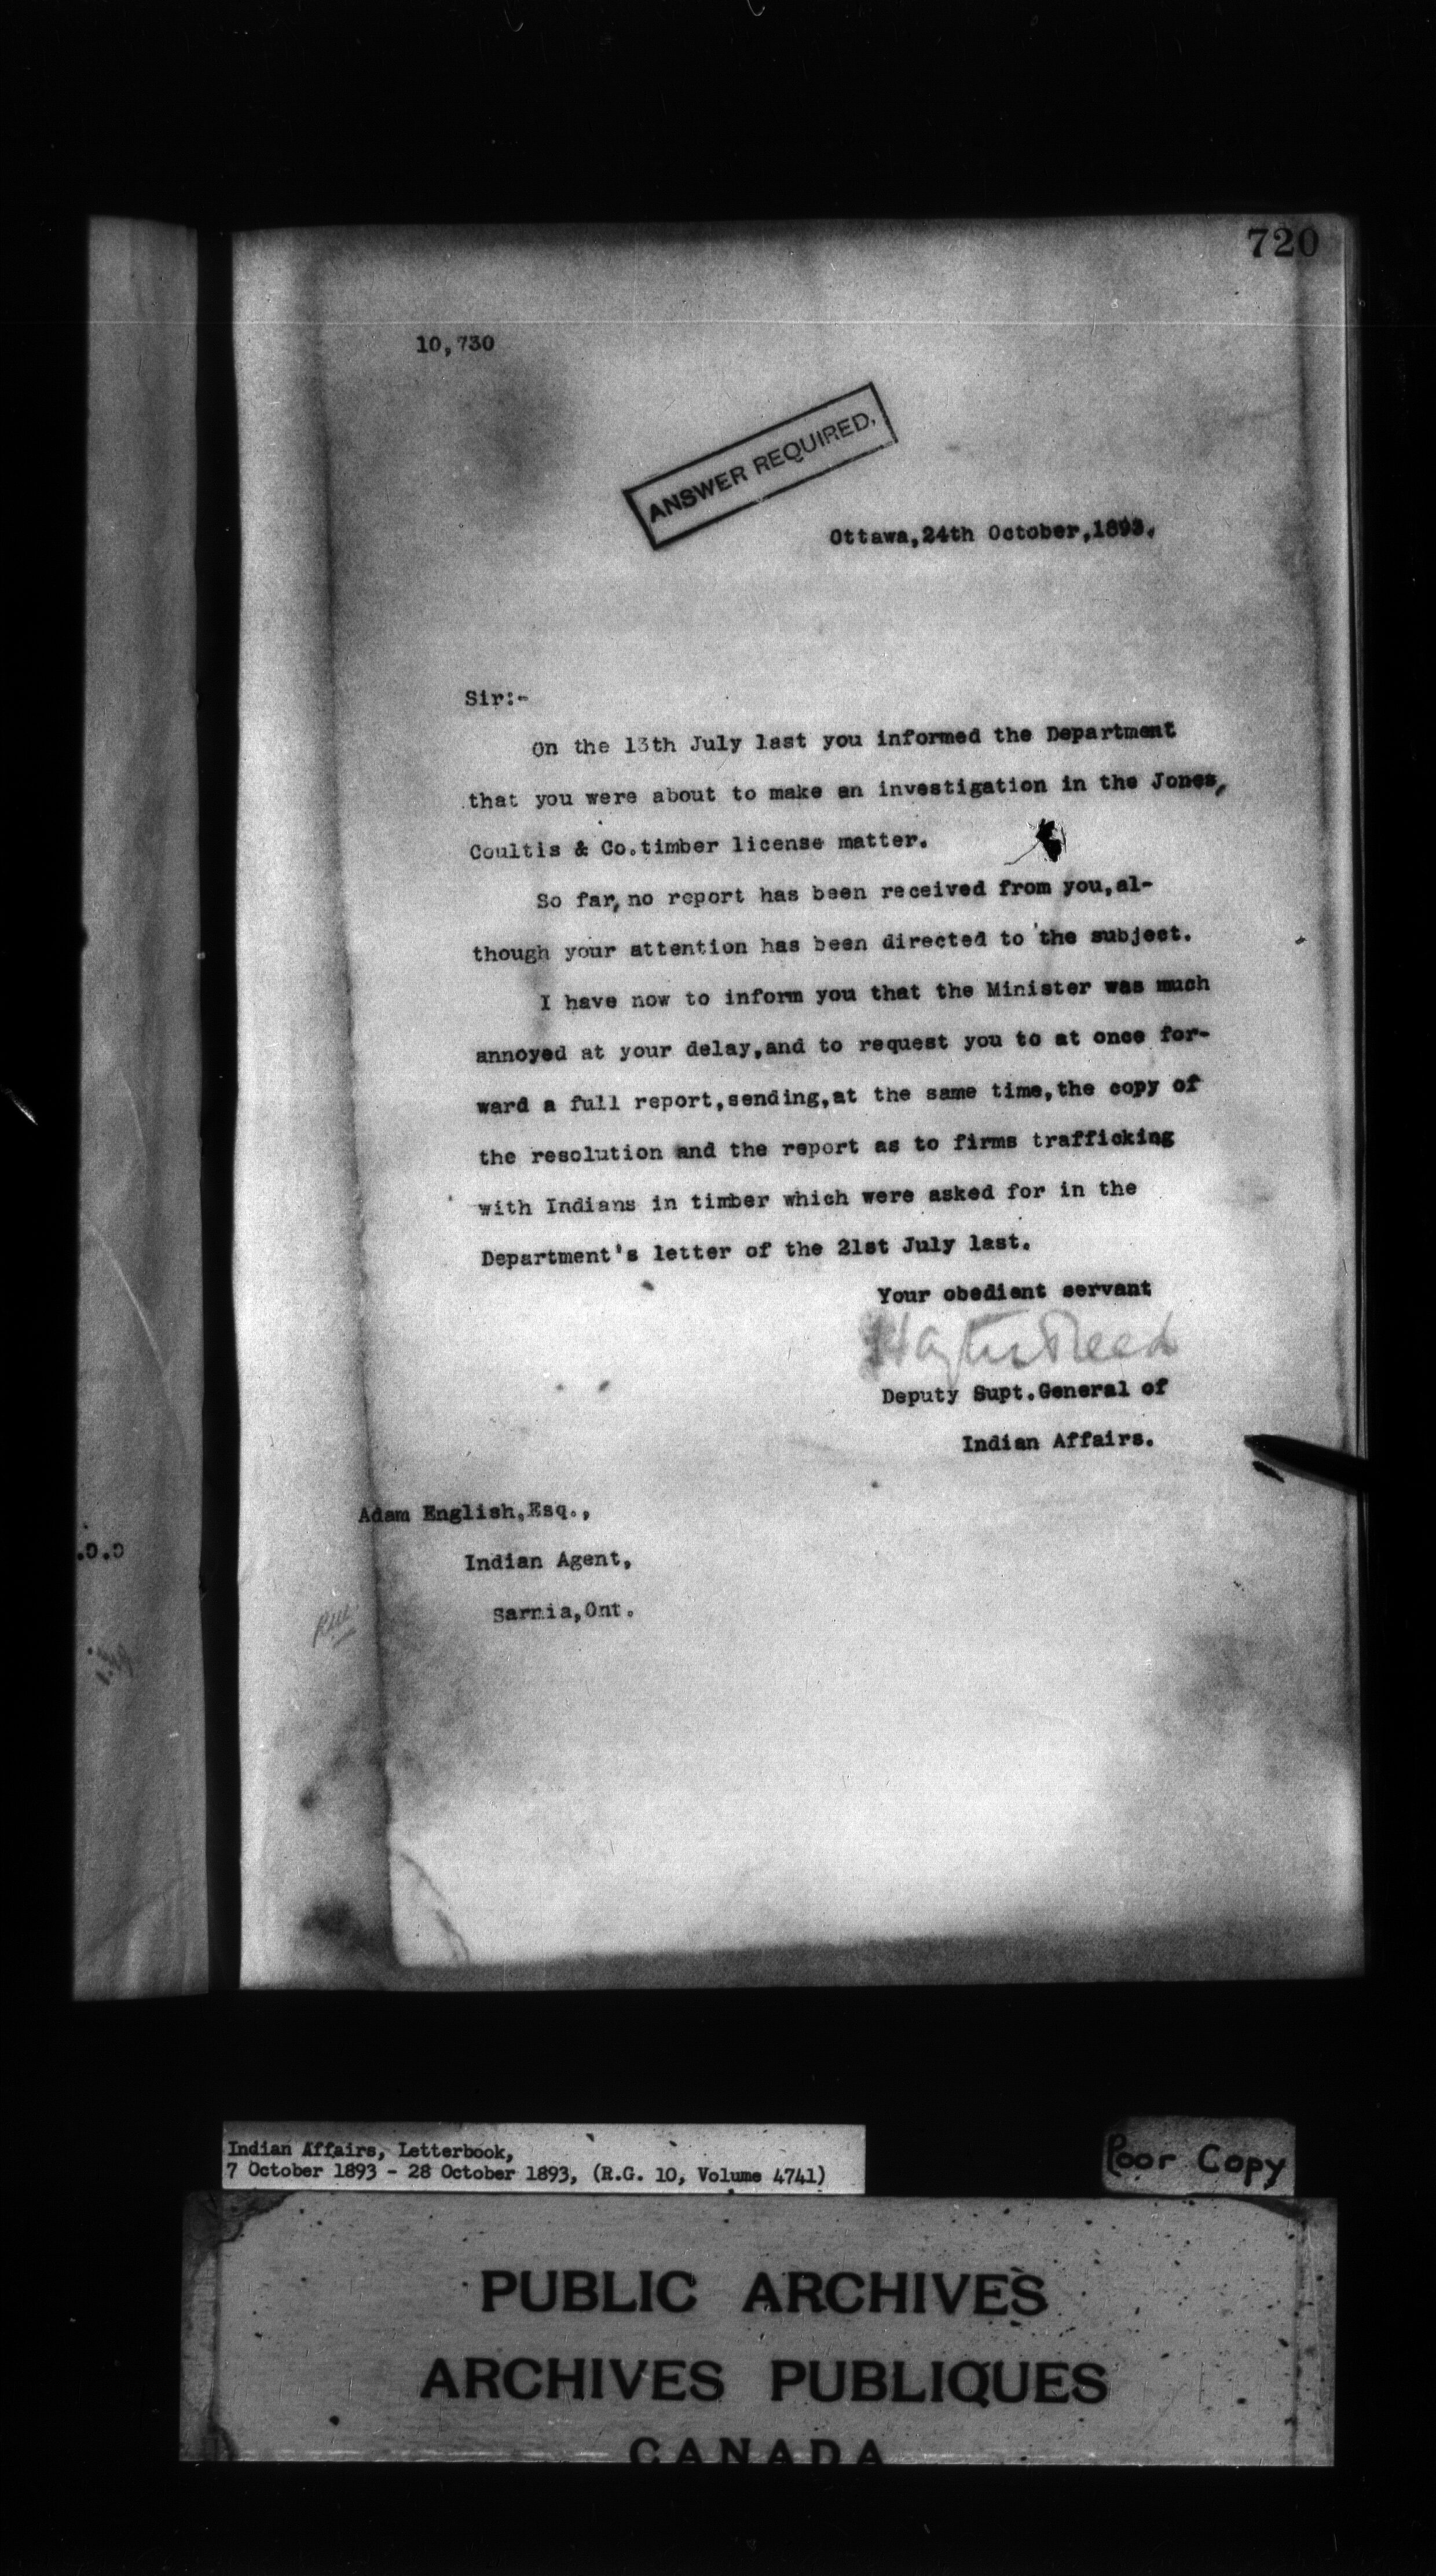 720
10,730
ANSWER REQUIRED.
Ottawa,24th October,1893.
Sir:-
On the 13th July last you informed the Department
that you were about to make an investigation in the Jones,
Coultis & Co.timber license matter.
So far, no report has been received from you,al-
though your attention has been directed to the subject.
I have now to inform you that the Minister was much
annoyed at your delay,and to request you to at once for-
ward a full report,sending,at the same time,the copy of
the resolution and the report as to firms trafficking
with Indians in timber which were asked for in the
Department's letter of the 21st July last.
Your obedient servant
Hayter Reed
Deputy Supt.General of
Indian Affairs.
Adam English,Esq.,
Indian Agent,
Sarnia,Ont.
Indian Affairs, Letterbook,
7 October 1893 - 28 October 1893, (R.G. 10, Volume 4741)
Poor Copy
PUBLIC ARCHIVES
ARCHIVES PUBLIQUES
CANADA